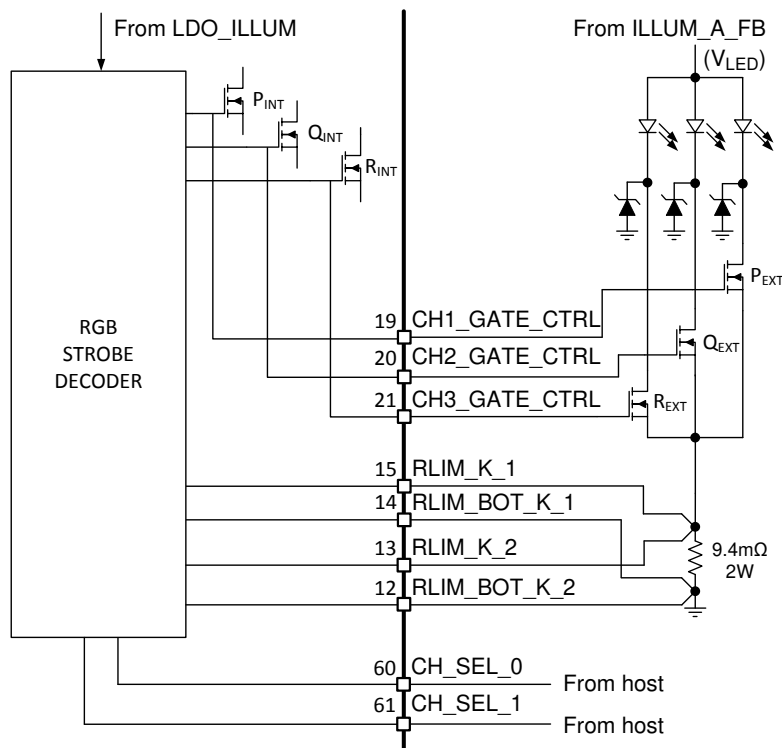 From LDO_ILLUM
From ILLUM_A_FB
(VLED)
PINT
QINT
RINT
PEXT
QEXT
REXT
RGB
STROBE
DECODER
19 CH1_GATE_CTRL
20 CH2_GATE_CTRL
21 CH3_GATE_CTRL
15 RLIM_K_1
14 RLIM_BOT_K_1
13 RLIM_K_2
12 RLIM_BOT_K_2
9.4mΩ
2W
60 CH_SEL_0
From host
61 CH_SEL_1
From host